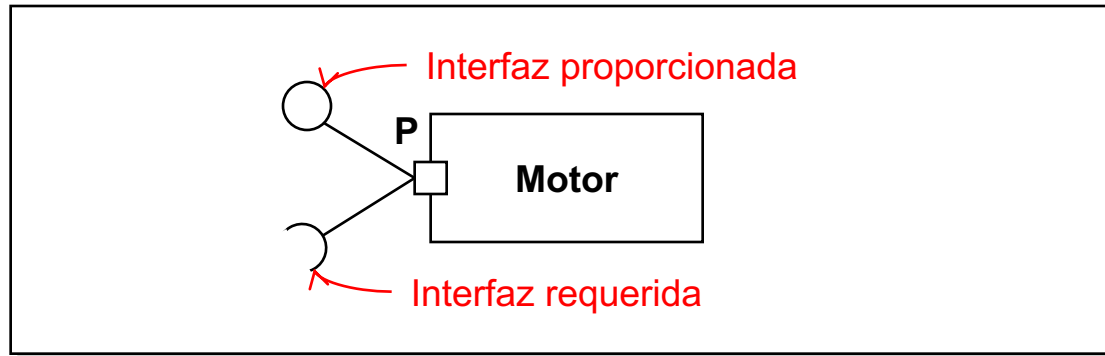 Interfaz proporcionada
P
Motor
Interfaz requerida